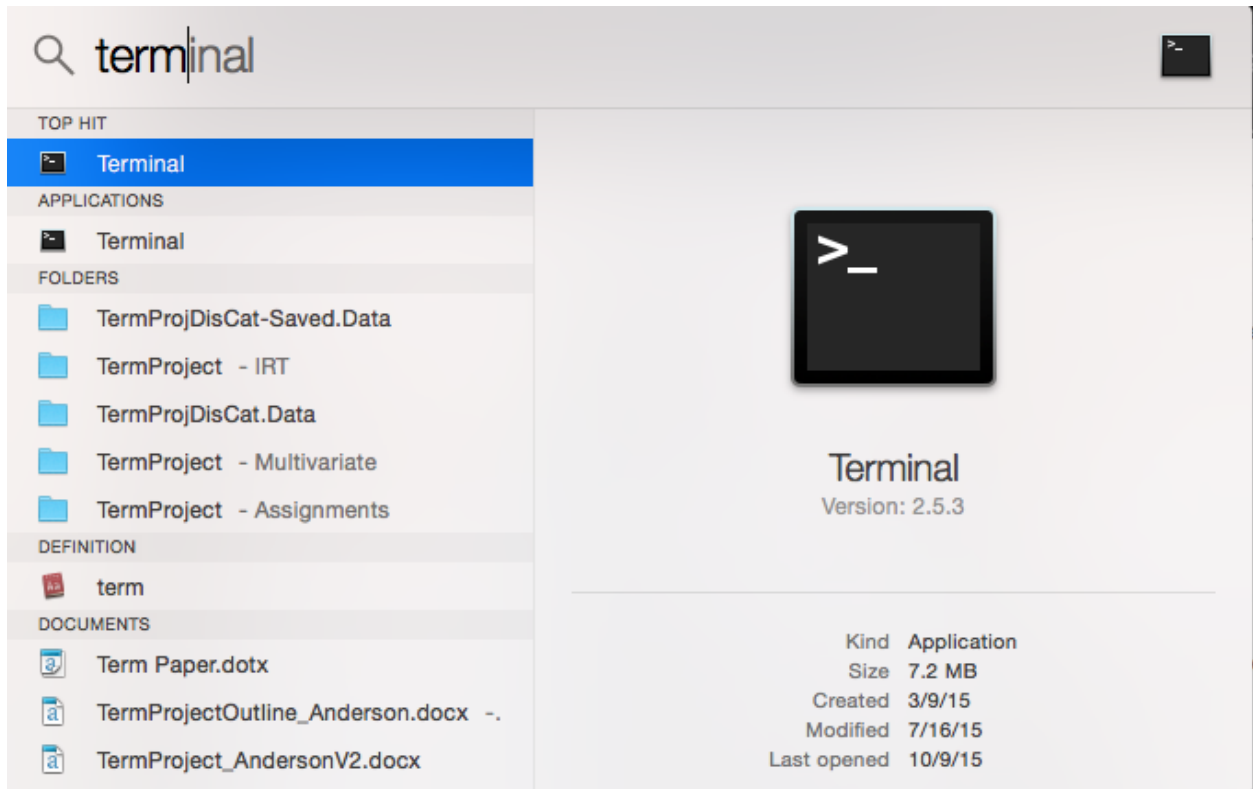 terminal
TOP HIT
Terminal
APPLICATIONS
Terminal
FOLDERS
TermProjDisCat-Saved.Data
TermProject - IRT
TermProjDisCat.Data
TermProject - Multivariate
TermProject - Assignments
DEFINITION
term
DOCUMENTS
Term Paper.dotx
TermProjectOutline_Anderson.docx -.
TermProject_AndersonV2.docx
>_
Terminal
Version: 2.5.3
Kind Application
Size 7.2 MB
Created 3/9/15
Modified 7/16/15
Last opened 10/9/15